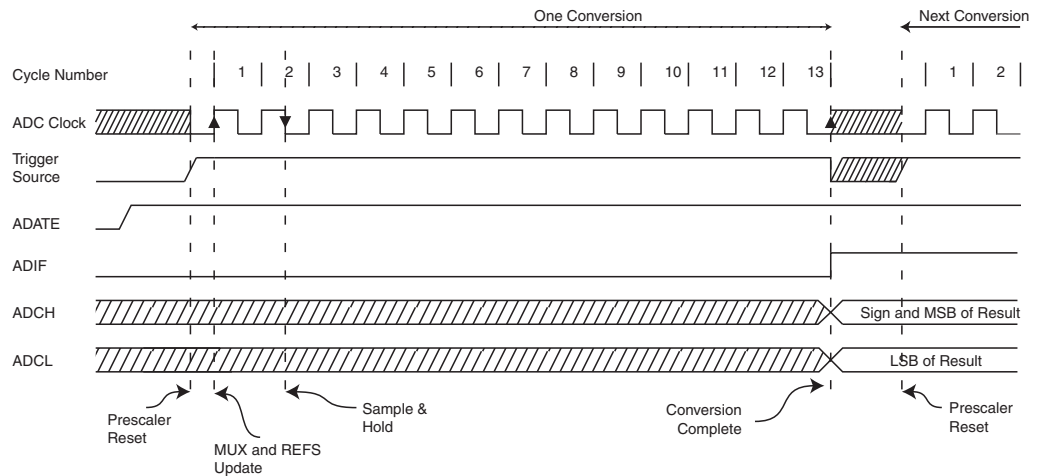 One Conversion
Next Conversion
Cycle Number
1 2 3 4 5 6 7 8 9 10 11 12 13 1 2
ADC Clock
Trigger
Source
ADATE
ADIF
ADCH
Sign and MSB of Result
ADCL
LSB of Result
Prescaler
Reset
MUX and REFS
Update
Sample &
Hold
Conversion
Complete
Prescaler
Reset